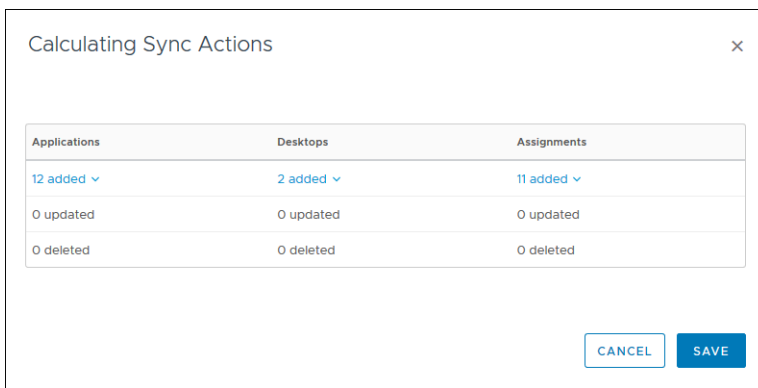 Calculating Sync Actions
Applications Desktops Assignments
12 added 2 added 11 added
0 updated 0 updated 0 updated
0 deleted 0 deleted 0 deleted
CANCEL SAVE